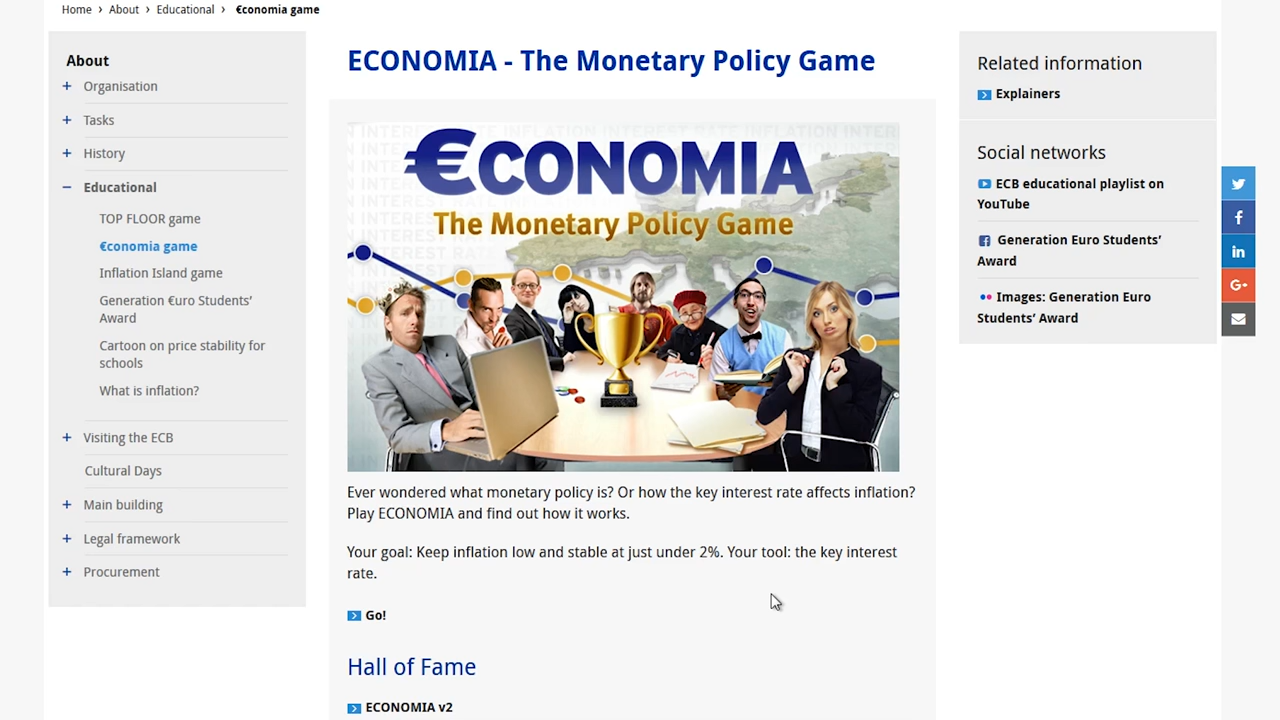 Home › About › Educational › €conomia game
About
+ Organisation
+ Tasks
+ History
− Educational
TOP FLOOR game
€conomia game
Inflation Island game
Generation €uro Students’
Award
Cartoon on price stability for
schools
What is inflation?
+ Visiting the ECB
Cultural Days
+ Main building
+ Legal framework
+ Procurement
ECONOMIA - The Monetary Policy Game
€CONOMIA
The Monetary Policy Game
Ever wondered what monetary policy is? Or how the key interest rate affects inflation?
Play ECONOMIA and find out how it works.
Your goal: Keep inflation low and stable at just under 2%. Your tool: the key interest
rate.
Go!
Hall of Fame
ECONOMIA v2
Related information
Explainers
Social networks
ECB educational playlist on
YouTube
Generation Euro Students’
Award
Images: Generation Euro
Students’ Award
f
in
G+